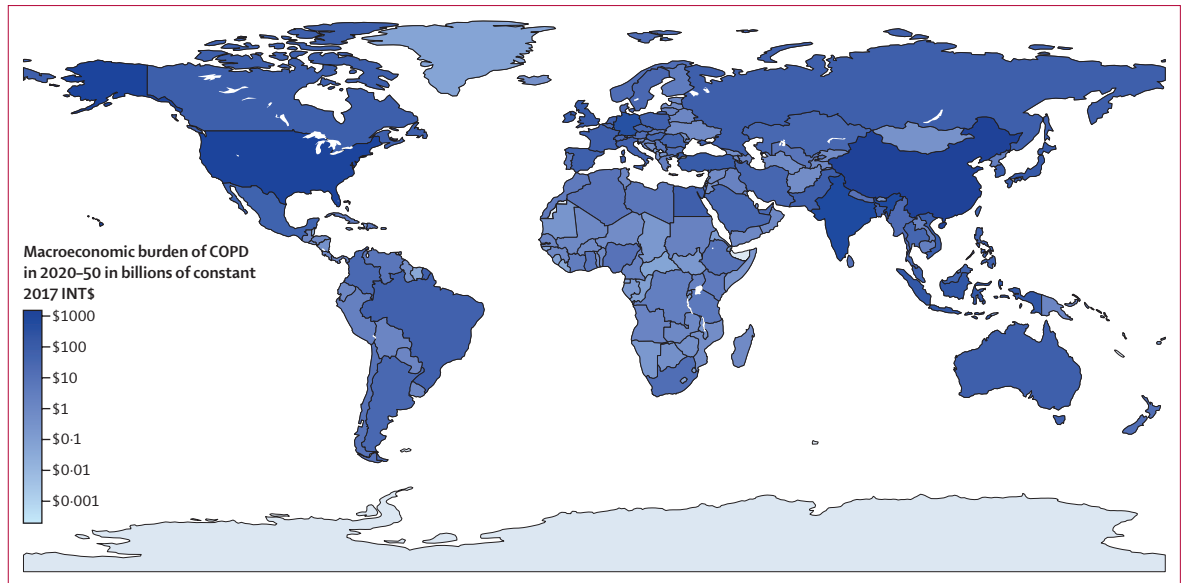 Macroeconomic burden of COPD
in 2020–50 in billions of constant
2017 INT$
$1000
$100
$10
$1
$0·1
$0·01
$0·001